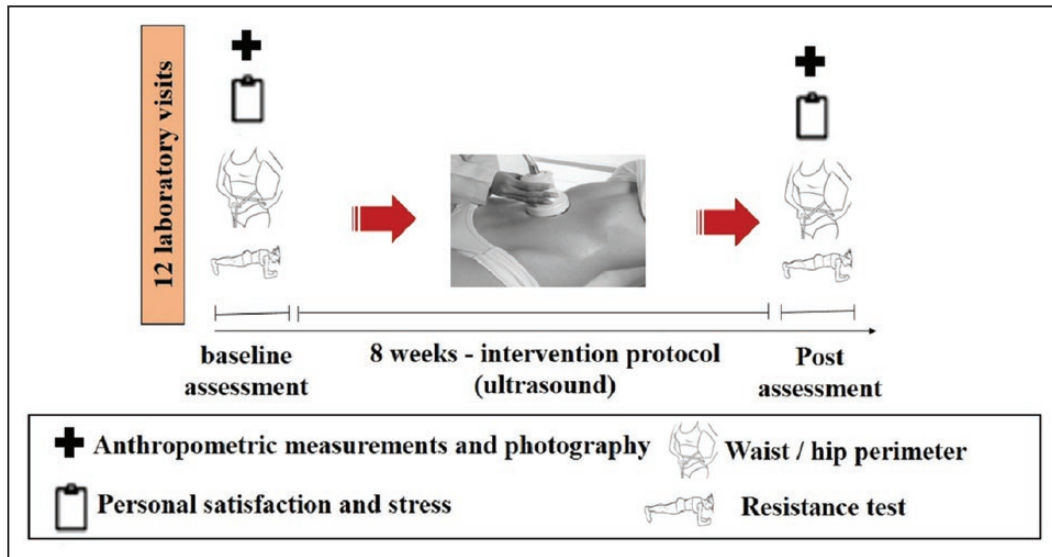 12 laboratory visits
baseline
assessment
8 weeks - intervention protocol
(ultrasound)
Post
assessment
Anthropometric measurements and photography
Waist / hip perimeter
Personal satisfaction and stress
Resistance test